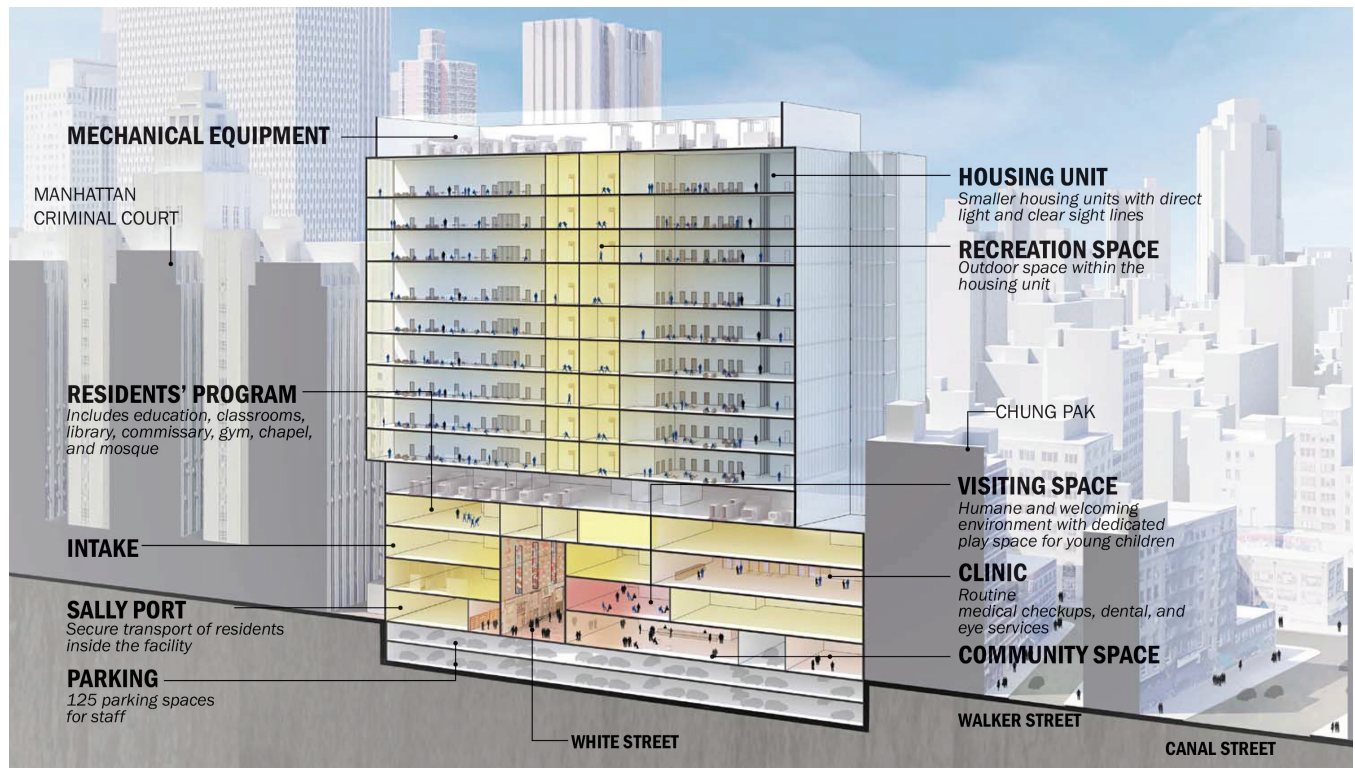 MECHANICAL EQUIPMENT
MANHATTAN
CRIMINAL COURT
RESIDENTS' PROGRAM
Includes education, classrooms,
library, commissary, gym, chapel,
and mosque
INTAKE
SALLY PORT
Secure transport of residents
inside the facility
PARKING
125 parking spaces
for staff
WHITE STREET
HOUSING UNIT
Smaller housing units with direct
light and clear sight lines
RECREATION SPACE
Outdoor space within the
housing unit
CHUNG PAK
VISITING SPACE
Humane and welcoming
environment with dedicated
play space for young children
CLINIC
Routine
medical checkups, dental, and
eye services
COMMUNITY SPACE
WALKER STREET
CANAL STREET